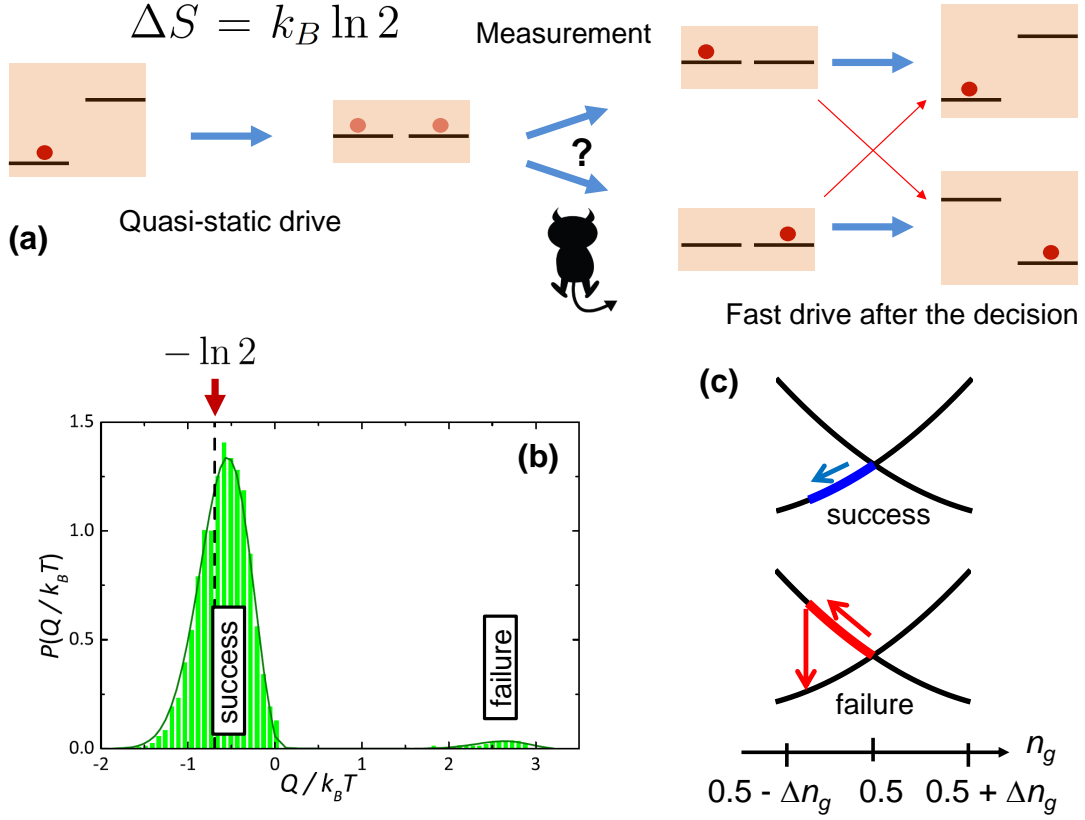 ΔS = k_B ln 2
Measurement
?
Quasi-static drive
(a)
Fast drive after the decision
− ln 2
(b)
1.5
1.0
0.5
0.0
P(Q / k_BT)
success
failure
-2
-1
0
1
2
3
Q / k_BT
(c)
success
failure
n_g
0.5 - Δn_g
0.5
0.5 + Δn_g